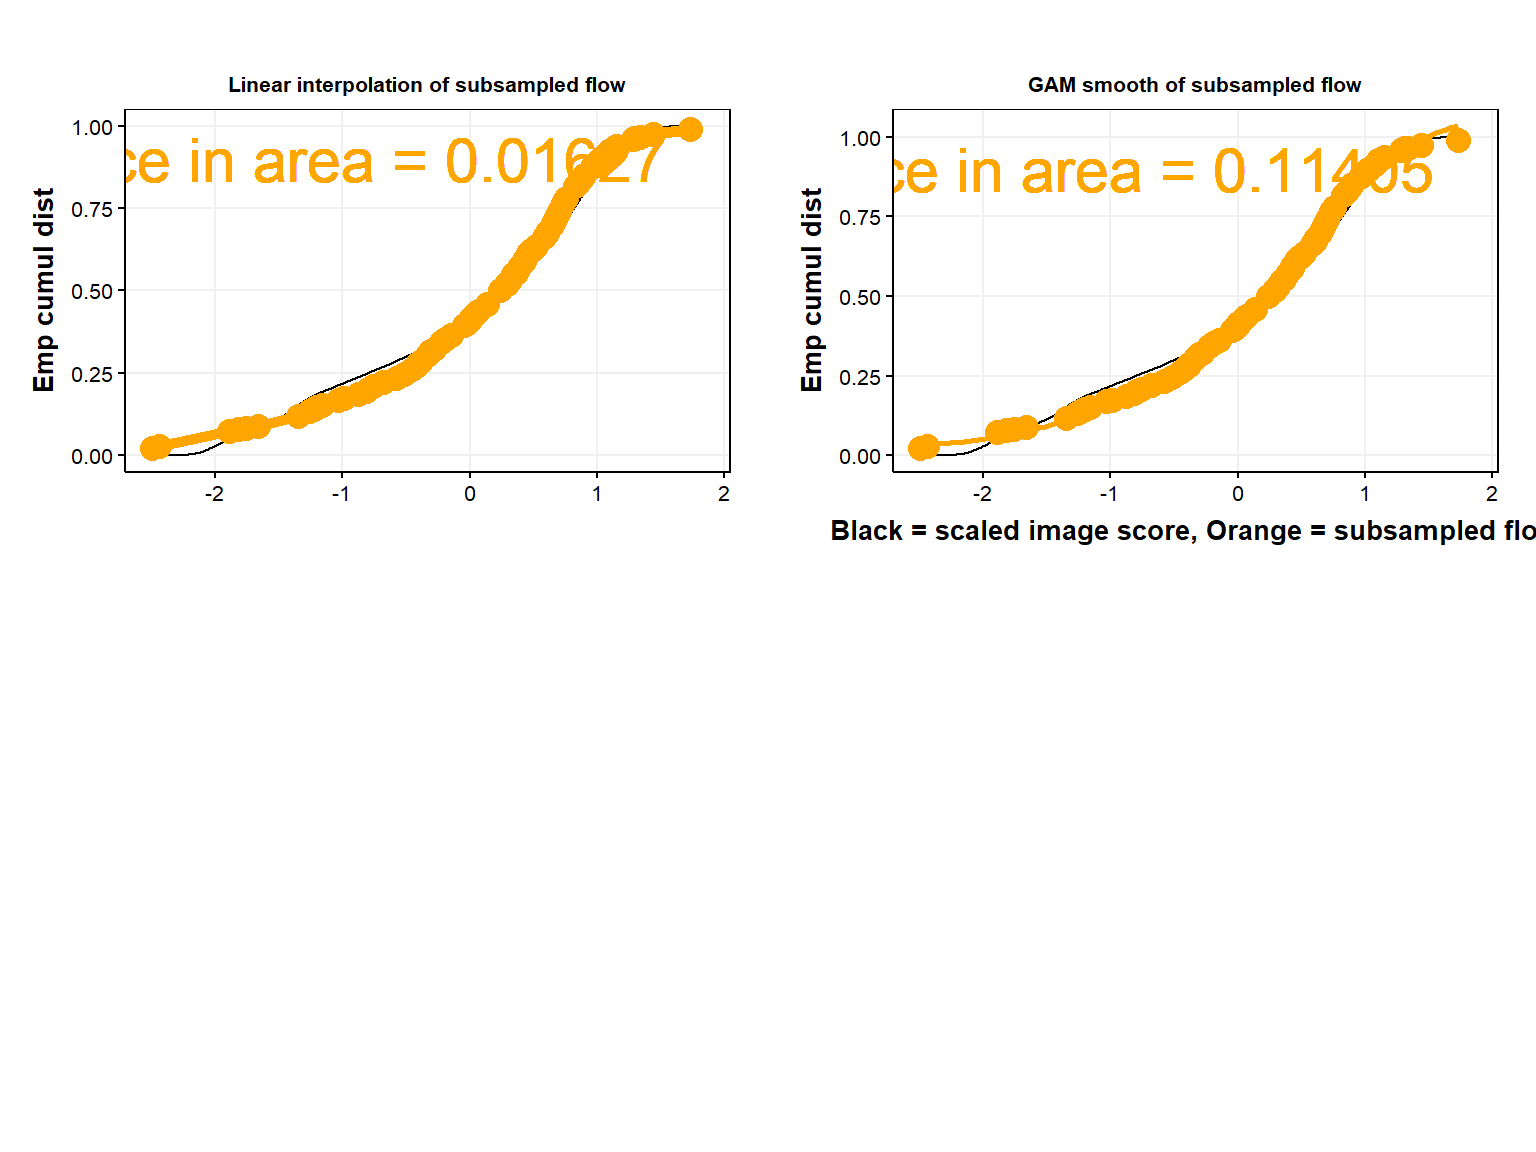 Linear interpolation of subsampled flow
ce in area = 0.01627
Emp cumul dist
1.00
0.75
0.50
0.25
0.00
-2 -1 0 1 2
GAM smooth of subsampled flow
ce in area = 0.11405
Emp cumul dist
1.00
0.75
0.50
0.25
0.00
-2 -1 0 1 2
Black = scaled image score, Orange = subsampled flo